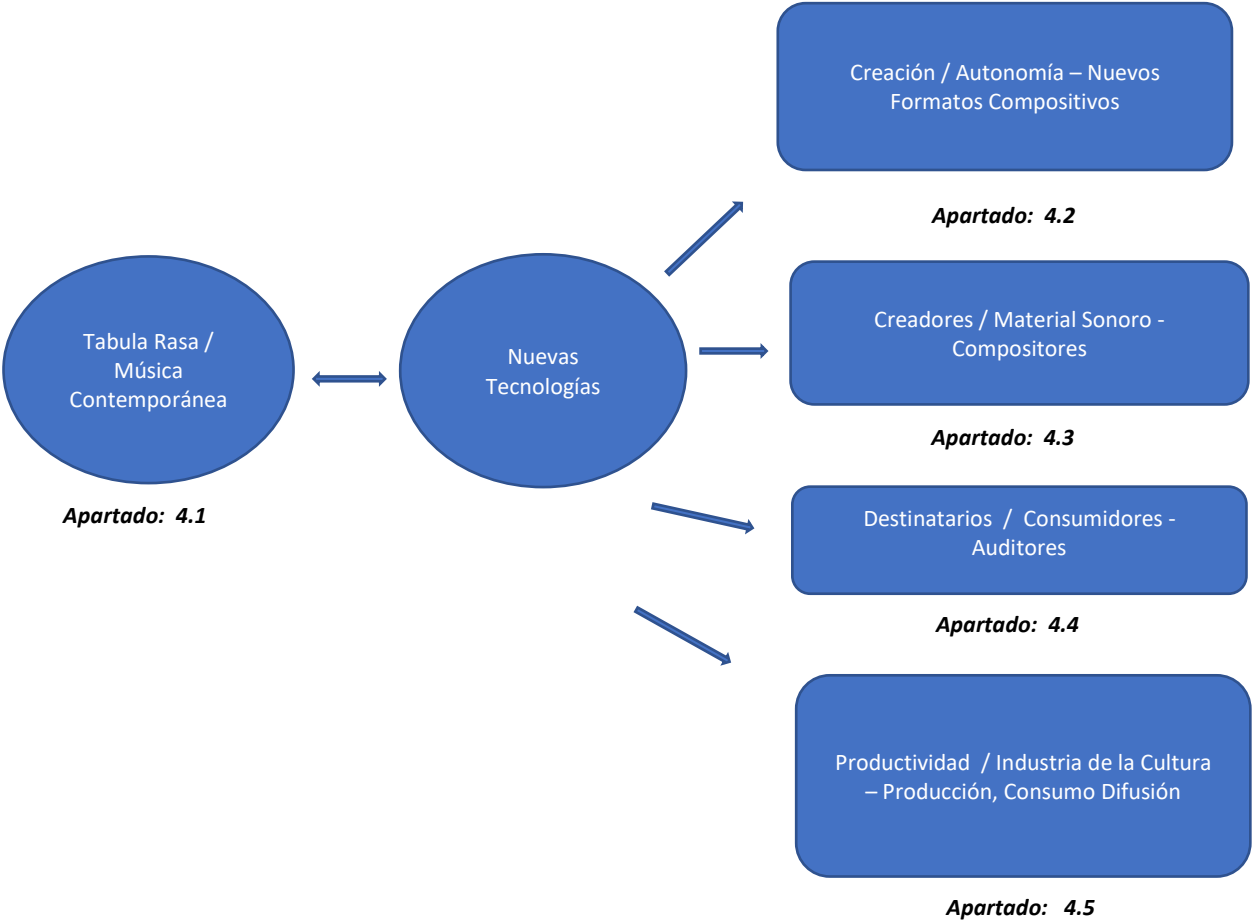 Creación / Autonomía – Nuevos
Formatos Compositivos
Apartado: 4.2
Tabula Rasa /
Música
Contemporánea
Apartado: 4.1
Nuevas
Tecnologías
Creadores / Material Sonoro -
Compositores
Apartado: 4.3
Destinatarios / Consumidores -
Auditores
Apartado: 4.4
Productividad / Industria de la Cultura
– Producción, Consumo Difusión
Apartado: 4.5